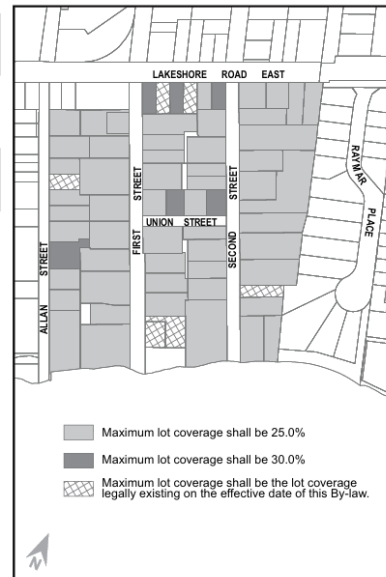 LAKESHORE ROAD EAST
ALLAN STREET
FIRST STREET
UNION STREET
SECOND STREET
RAYMAR PLACE
Maximum lot coverage shall be 25.0%
Maximum lot coverage shall be 30.0%
Maximum lot coverage shall be the lot coverage
legally existing on the effective date of this By-law.
N